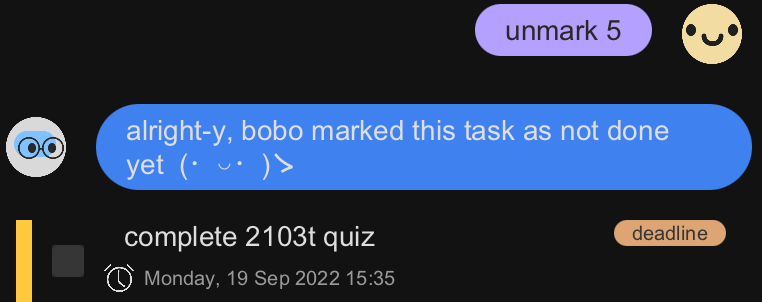 unmark 5
alright-y, bobo marked this task as not done
yet (・ ᴗ・ )ゝ
complete 2103t quiz
deadline
Monday, 19 Sep 2022 15:35